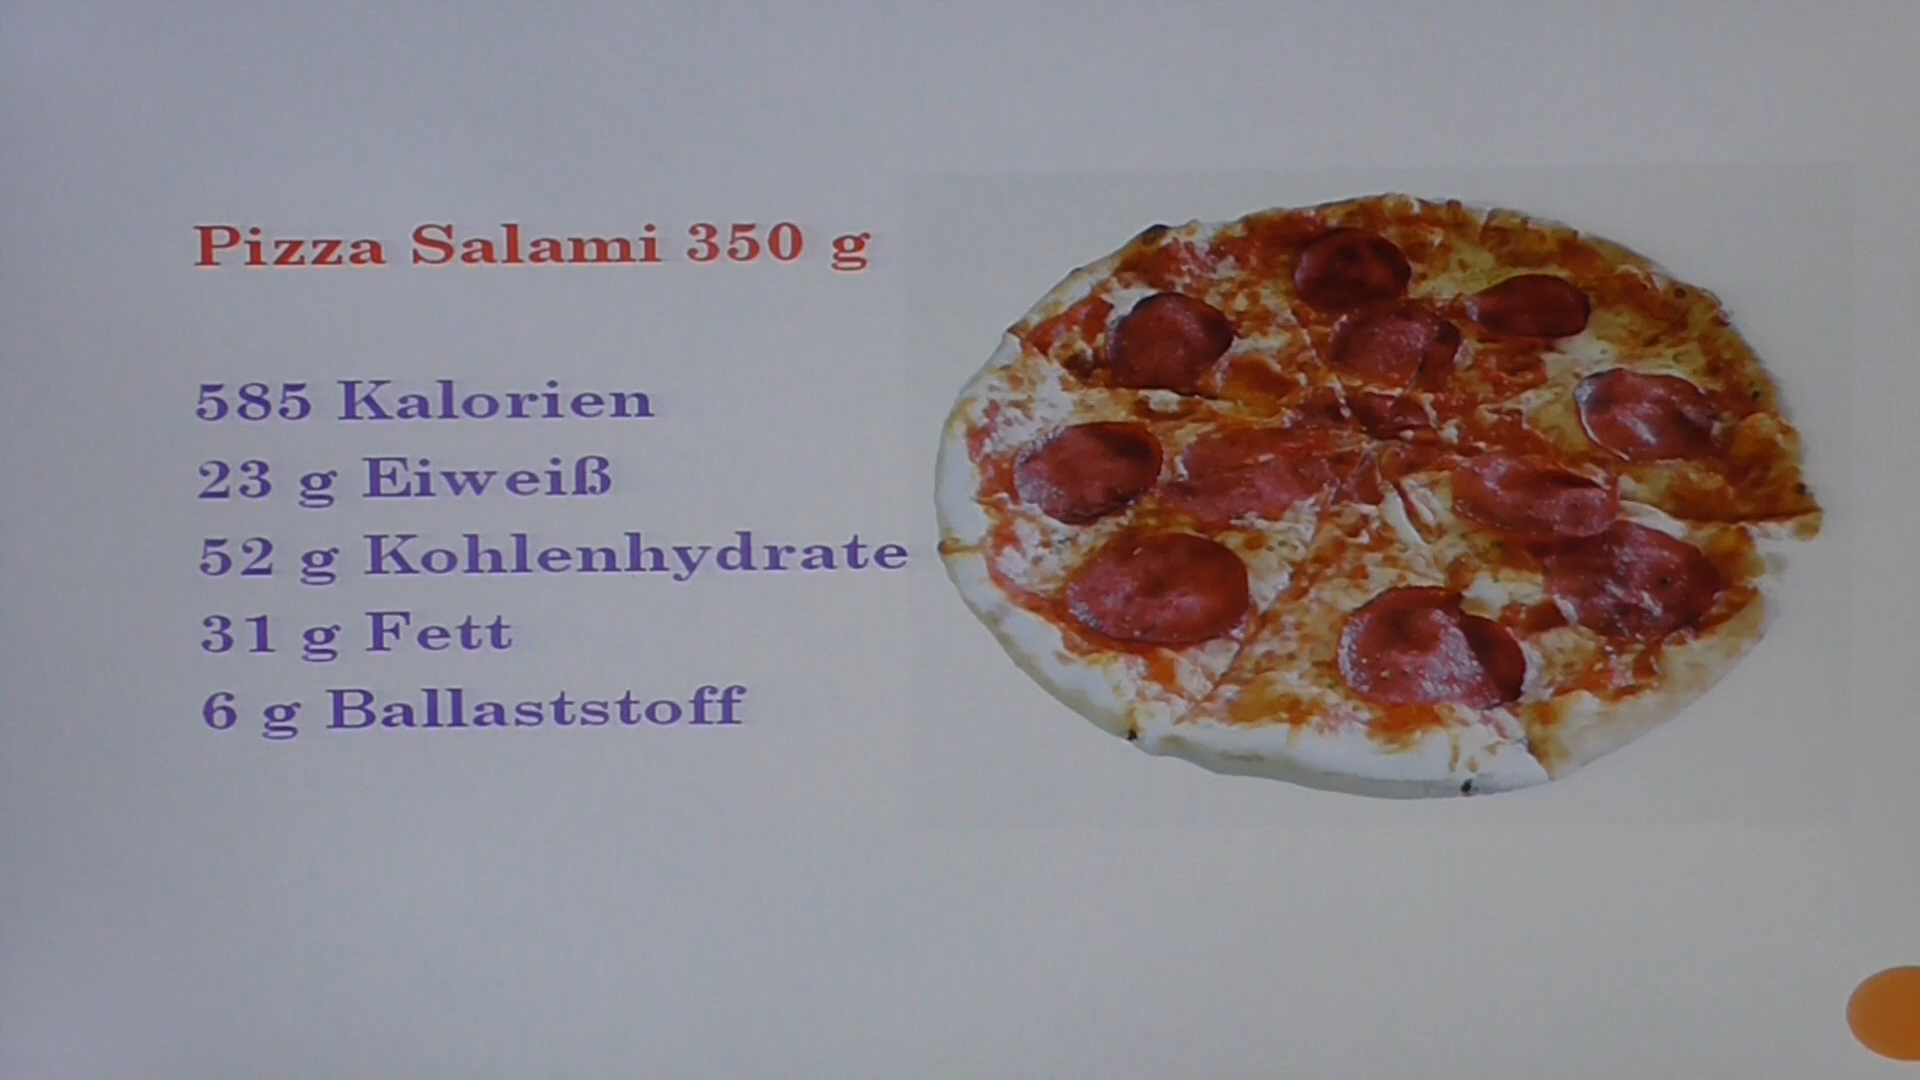 Pizza Salami 350 g
585 Kalorien
23 g Eiweiß
52 g Kohlenhydrate
31 g Fett
6 g Ballaststoff